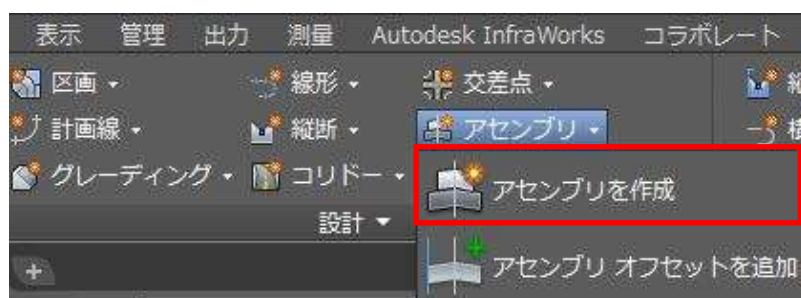 表示 管理 出力 測量 Autodesk InfraWorks コラボレート
区画 線形 交差点
計画線 縦断 アセンブリ
グレーディング コリドー アセンブリを作成
設計
アセンブリ オフセットを追加